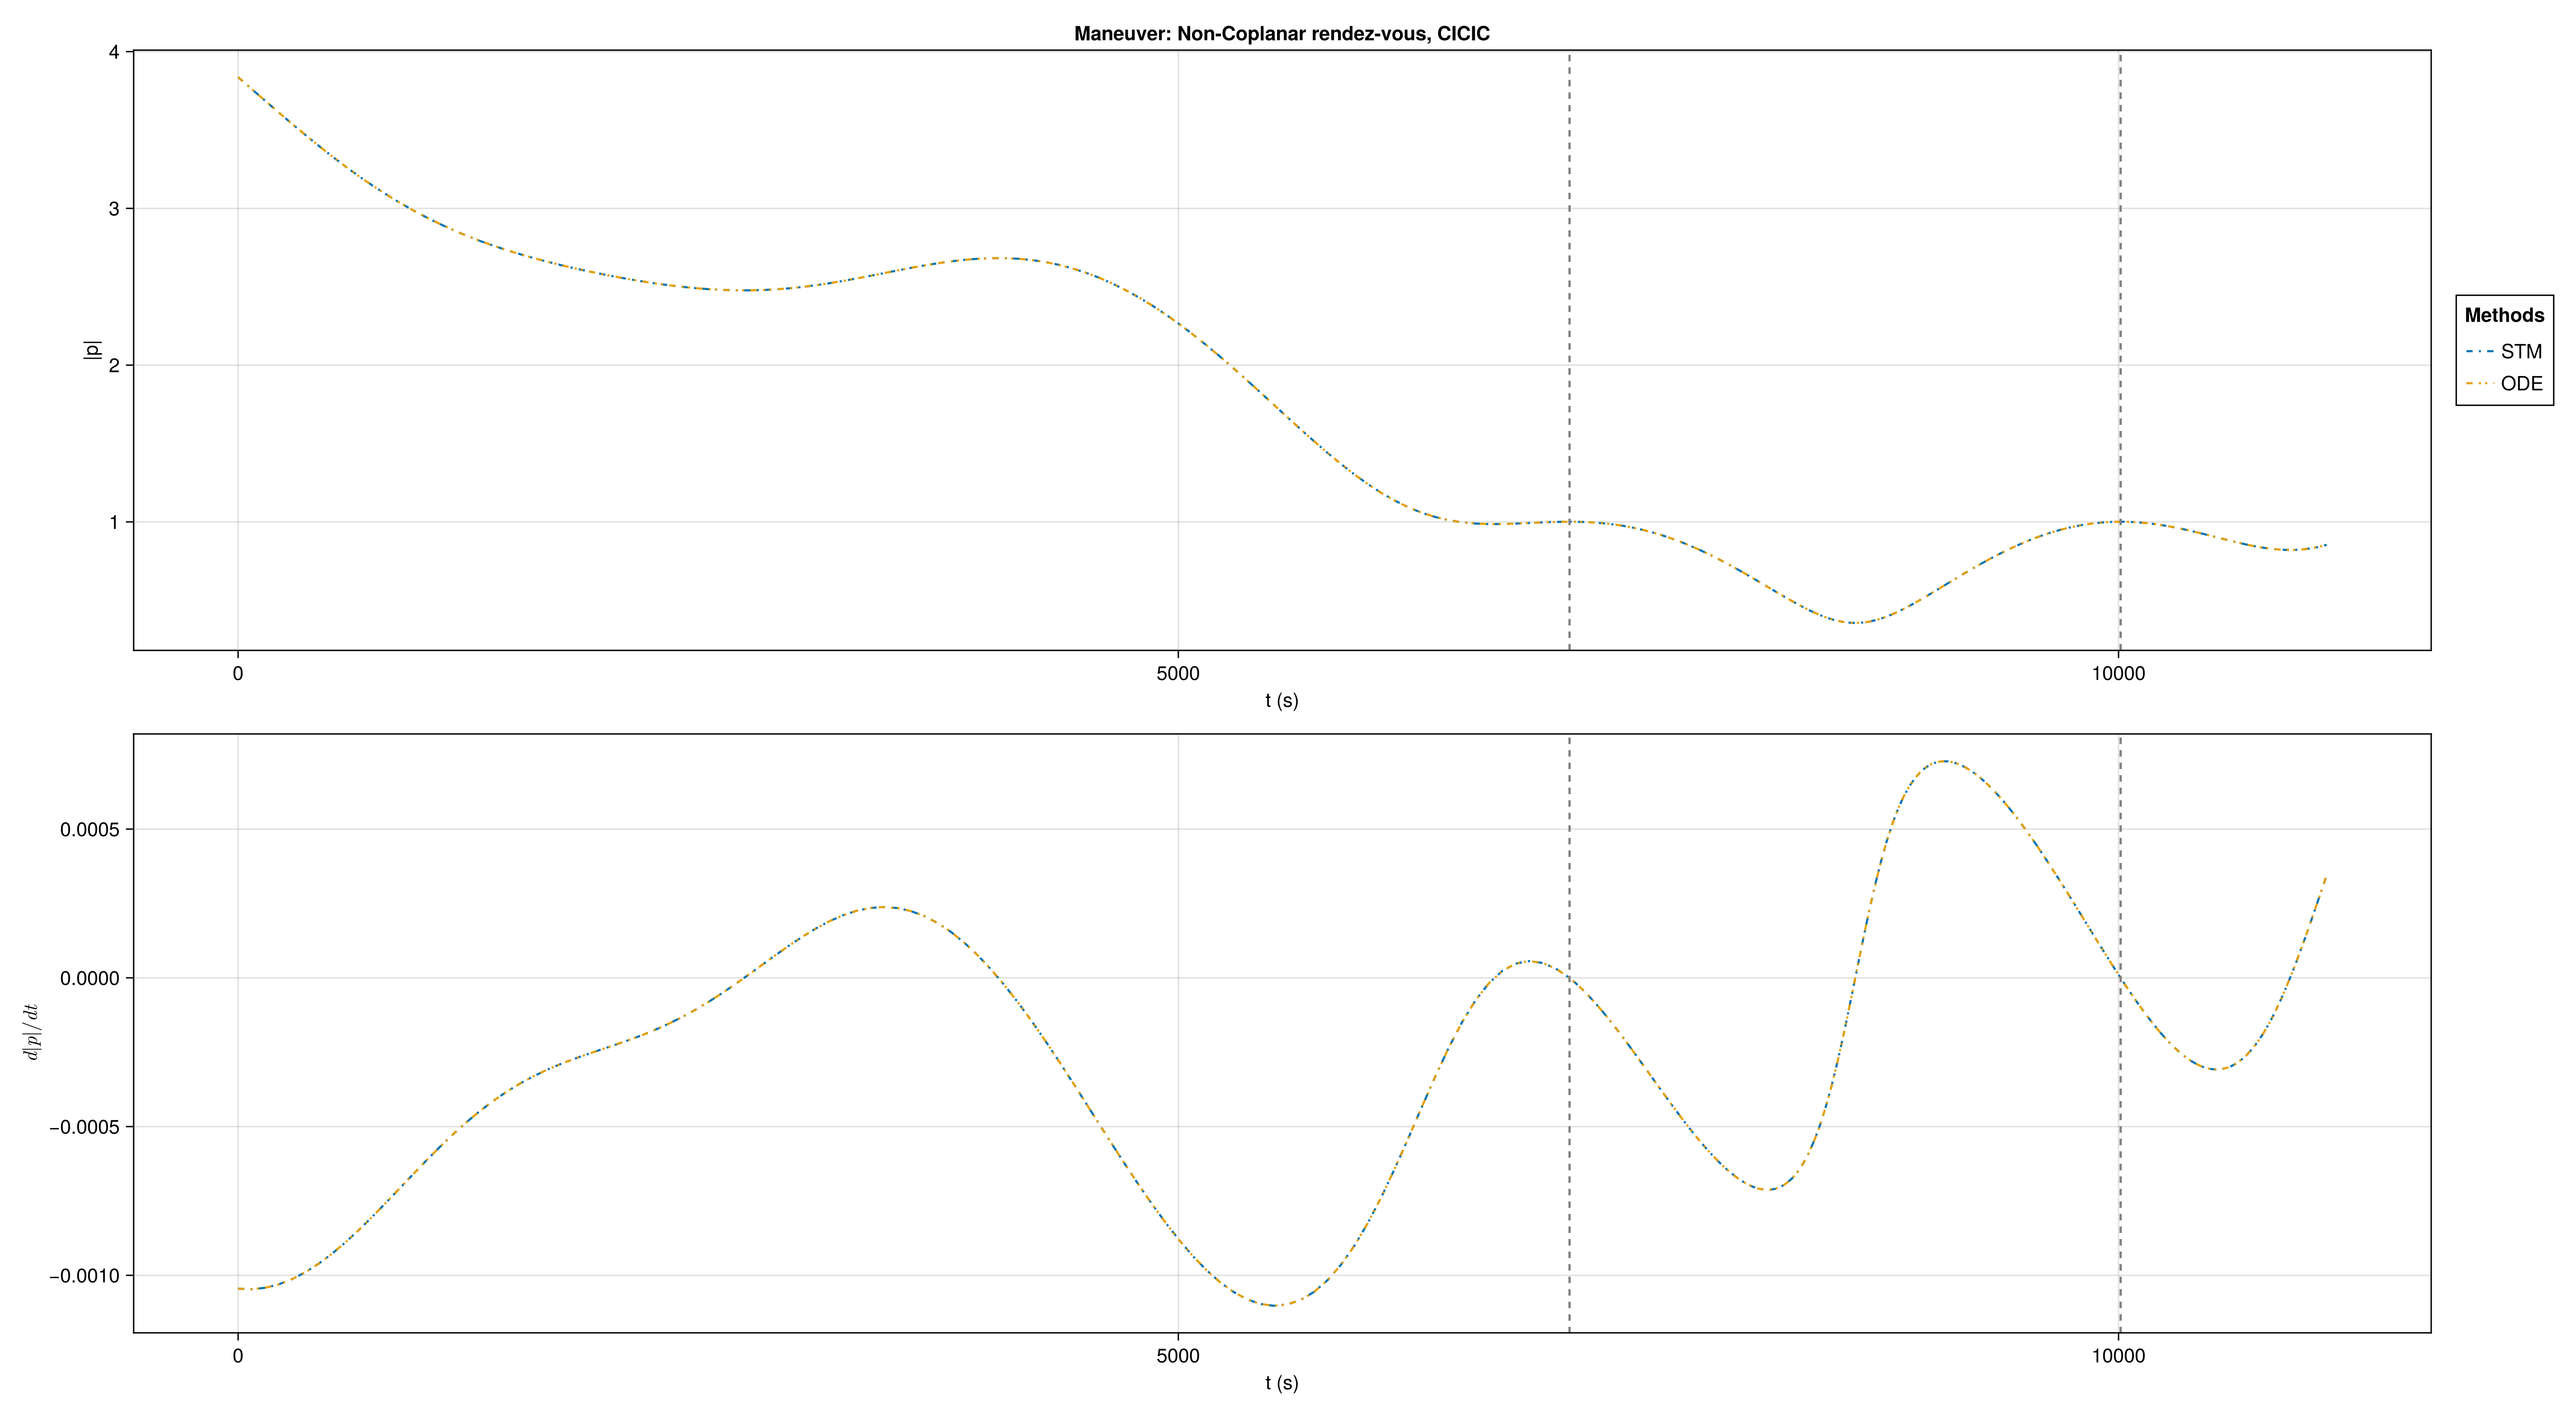 Maneuver: Non-Coplanar rendez-vous, CICIC
4
3
2
1
|p|
0
5000
10000
t (s)
Methods
STM
ODE
0.0005
0.0000
−0.0005
−0.0010
d|p|/dt
0
5000
10000
t (s)